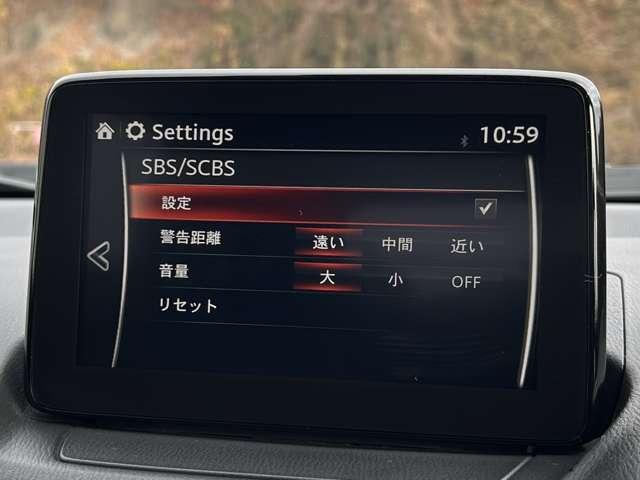 Settings 10:59
SBS/SCBS
設定
警告距離 遠い 中間 近い
音量 大 小 OFF
リセット